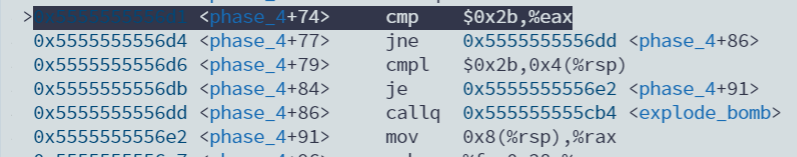 > <phase_4+74> cmp $0x2b,%eax
0x5555555556d4 <phase_4+77> jne 0x5555555556dd <phase_4+86>
0x5555555556d6 <phase_4+79> cmpl $0x2b,0x4(%rsp)
0x5555555556db <phase_4+84> je 0x5555555556e2 <phase_4+91>
0x5555555556dd <phase_4+86> callq 0x555555555cb4 <explode_bomb>
0x5555555556e2 <phase_4+91> mov 0x8(%rsp),%rax